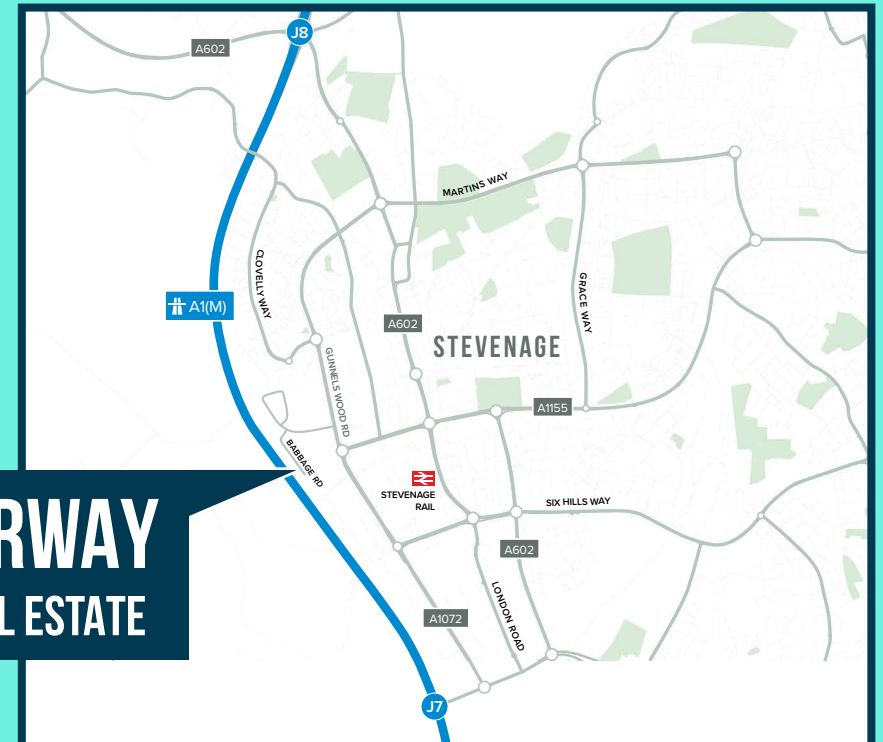 J8
A602
MARTINS WAY
CLOVELLY WAY
GRACE WAY
A1(M)
A602
STEVENAGE
GUNNELS WOOD RD
A1155
BABBAGE RD
STEVENAGE
RAIL
SIX HILLS WAY
RWAY
A602
L ESTATE
LONDON ROAD
A1072
J7